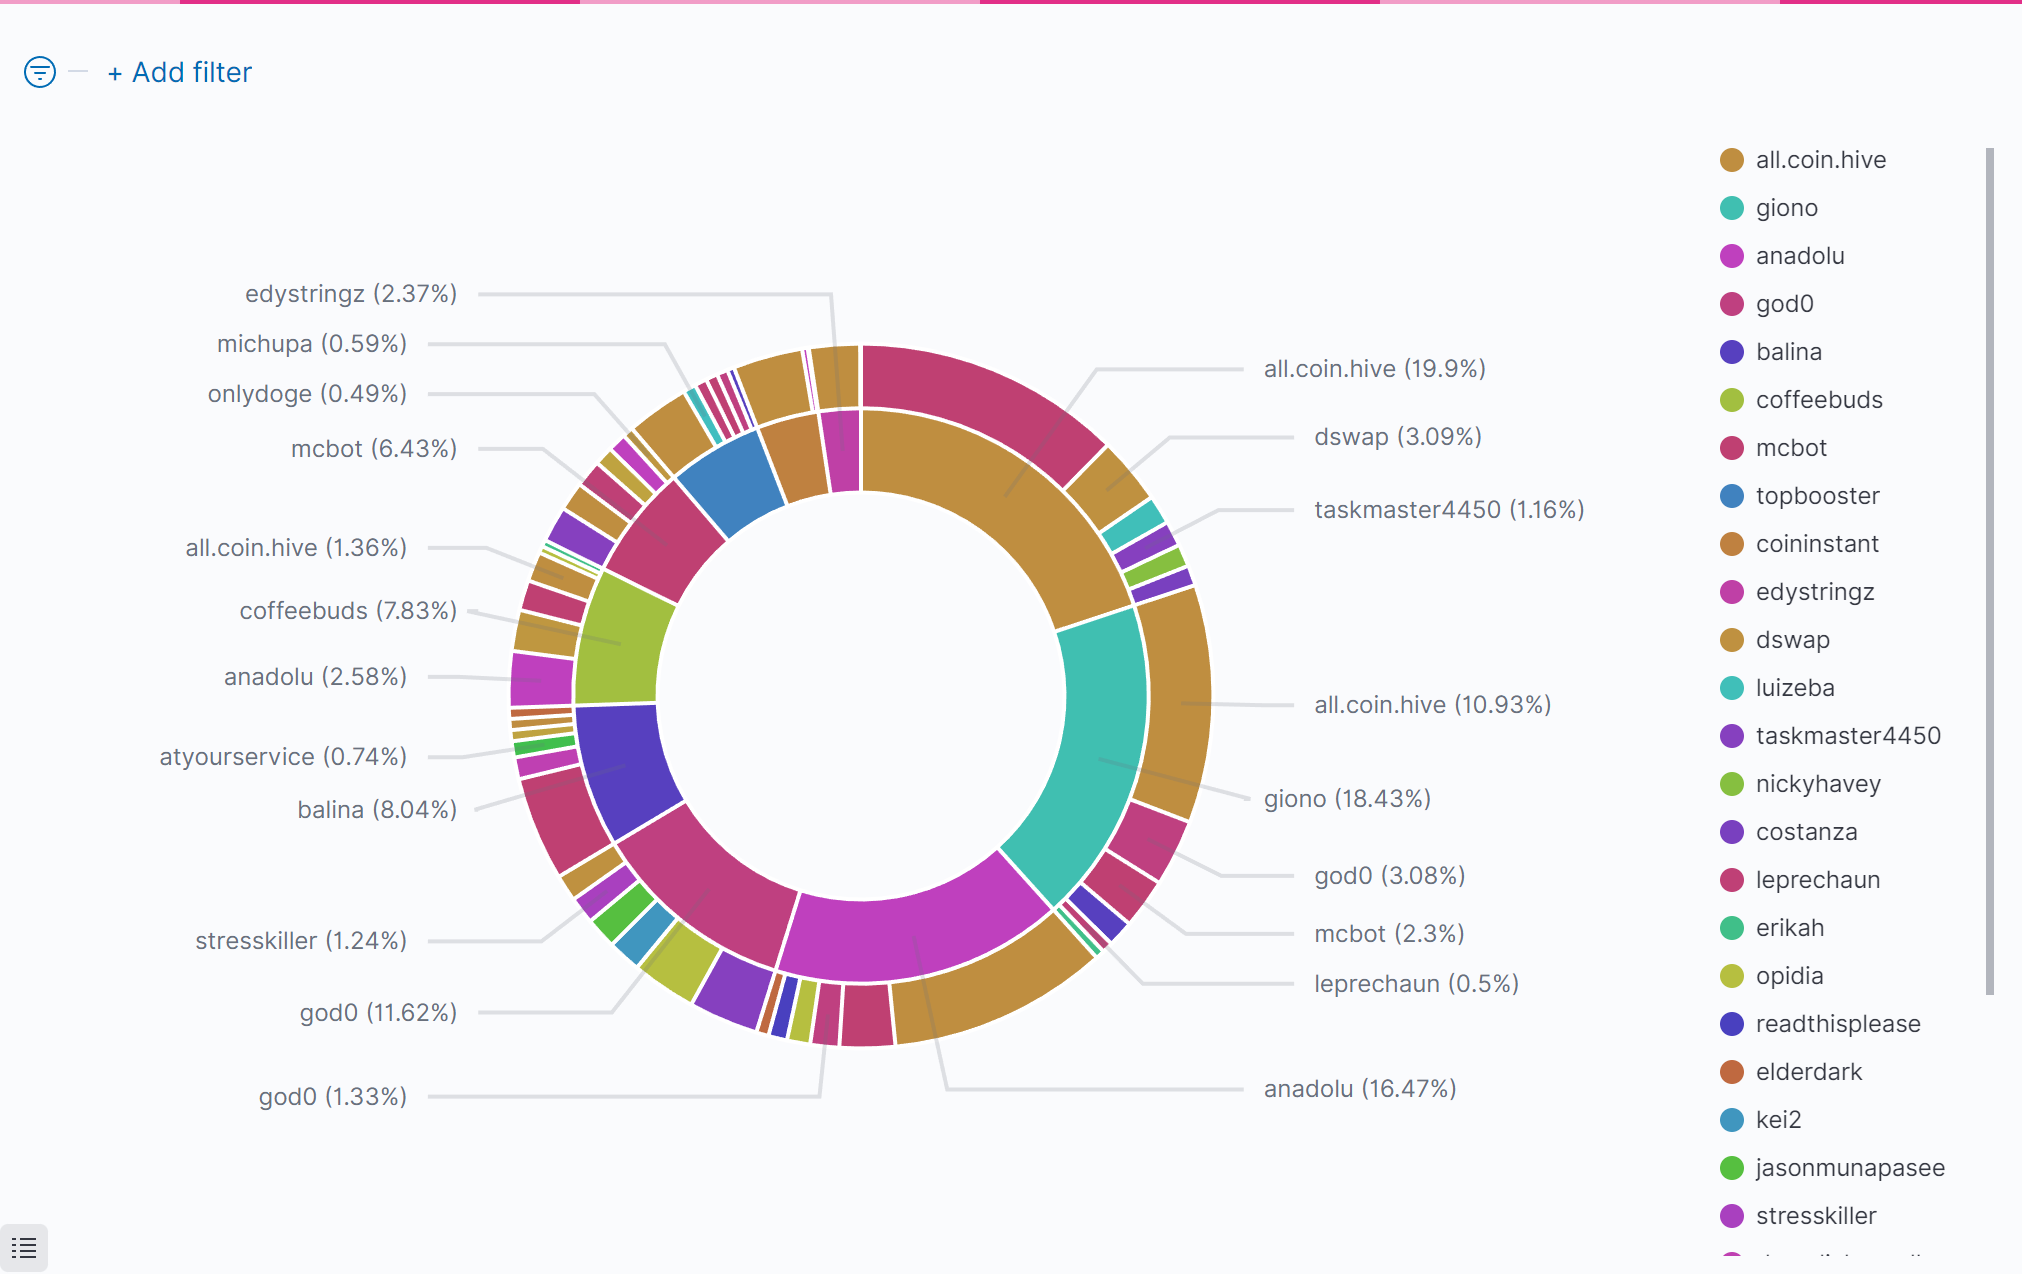 + Add filter
edystringz (2.37%)
michupa (0.59%)
onlydoge (0.49%)
mcbot (6.43%)
all.coin.hive (1.36%)
coffeebuds (7.83%)
anadolu (2.58%)
atyourservice (0.74%)
balina (8.04%)
stresskiller (1.24%)
god0 (11.62%)
god0 (1.33%)
all.coin.hive (19.9%)
dswap (3.09%)
taskmaster4450 (1.16%)
all.coin.hive (10.93%)
giono (18.43%)
god0 (3.08%)
mcbot (2.3%)
leprechaun (0.5%)
anadolu (16.47%)
all.coin.hive
giono
anadolu
god0
balina
coffeebuds
mcbot
topbooster
coininstant
edystringz
dswap
luizeba
taskmaster4450
nickyhavey
costanza
leprechaun
erikah
opidia
readthisplease
elderdark
kei2
jasonmunapasee
stresskiller